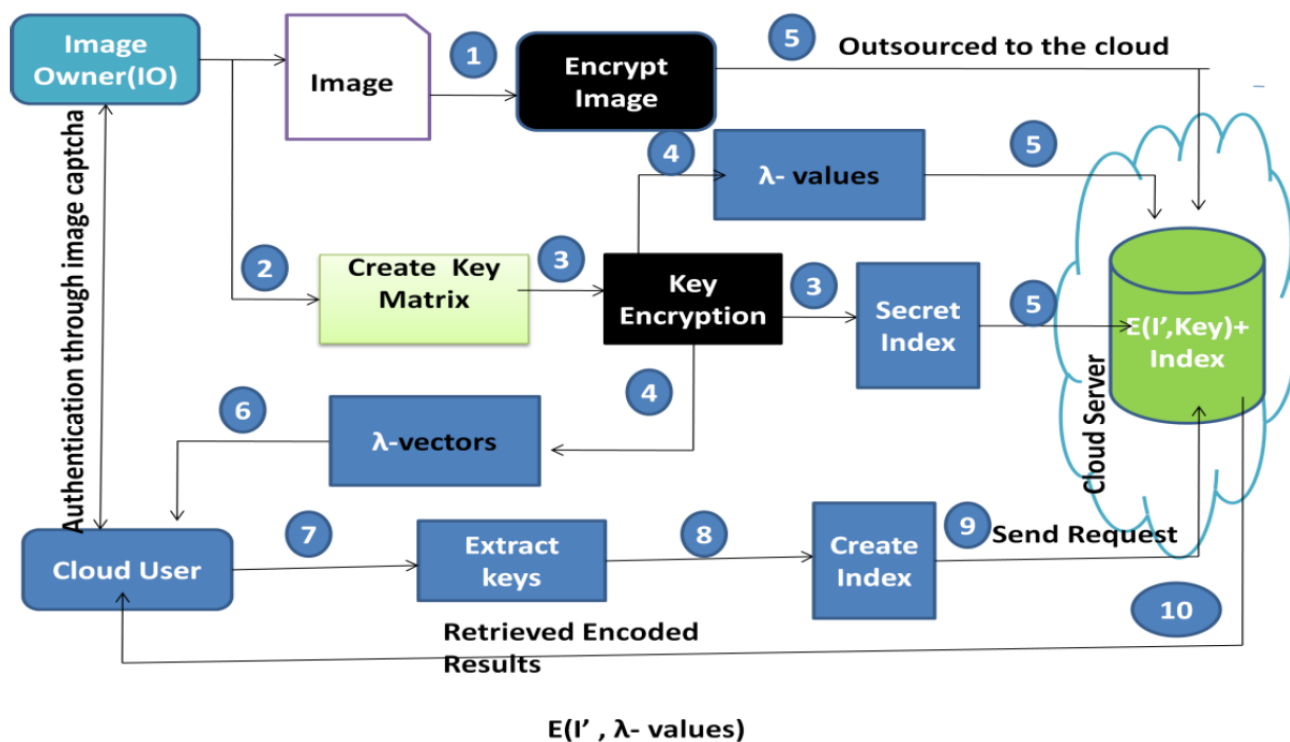 Image
Owner(IO)
Image
1
Encrypt
Image
5
Outsourced to the cloud
4
λ- values
5
Authentication through image captcha
2
Create Key
Matrix
3
Key
Encryption
3
Secret
Index
5
E(I’,Key)+
Index
Cloud Server
4
6
λ-vectors
Cloud User
7
Extract
keys
8
Create
Index
9
Send Request
10
Retrieved Encoded
Results
E(I’ , λ- values)